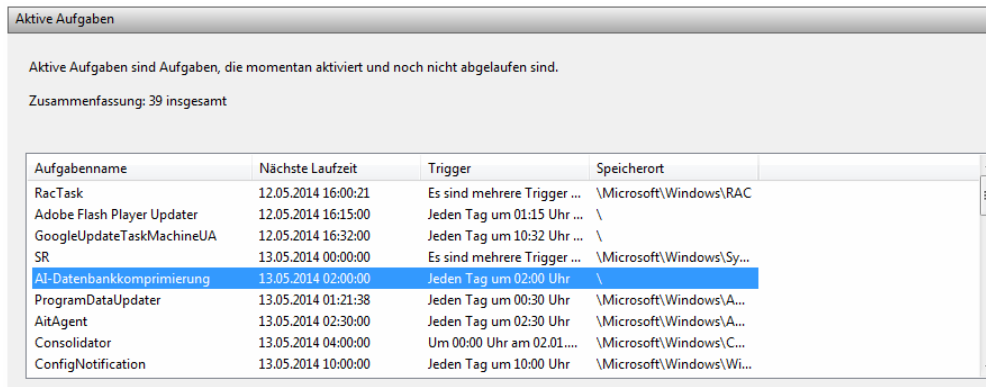 Aktive Aufgaben
Aktive Aufgaben sind Aufgaben, die momentan aktiviert und noch nicht abgelaufen sind.
Zusammenfassung: 39 insgesamt
Aufgabenname Nächste Laufzeit Trigger Speicherort
RacTask 12.05.2014 16:00:21 Es sind mehrere Trigger ... \Microsoft\Windows\RAC
Adobe Flash Player Updater 12.05.2014 16:15:00 Jeden Tag um 01:15 Uhr ... \
GoogleUpdateTaskMachineUA 12.05.2014 16:32:00 Jeden Tag um 10:32 Uhr ... \
SR 13.05.2014 00:00:00 Es sind mehrere Trigger ... \Microsoft\Windows\Sy...
AI-Datenbankkomprimierung 13.05.2014 02:00:00 Jeden Tag um 02:00 Uhr \
ProgramDataUpdater 13.05.2014 01:21:38 Jeden Tag um 00:30 Uhr \Microsoft\Windows\A...
AitAgent 13.05.2014 02:30:00 Jeden Tag um 02:30 Uhr \Microsoft\Windows\A...
Consolidator 13.05.2014 04:00:00 Um 00:00 Uhr am 02.01.... \Microsoft\Windows\C...
ConfigNotification 13.05.2014 10:00:00 Jeden Tag um 10:00 Uhr \Microsoft\Windows\Wi...